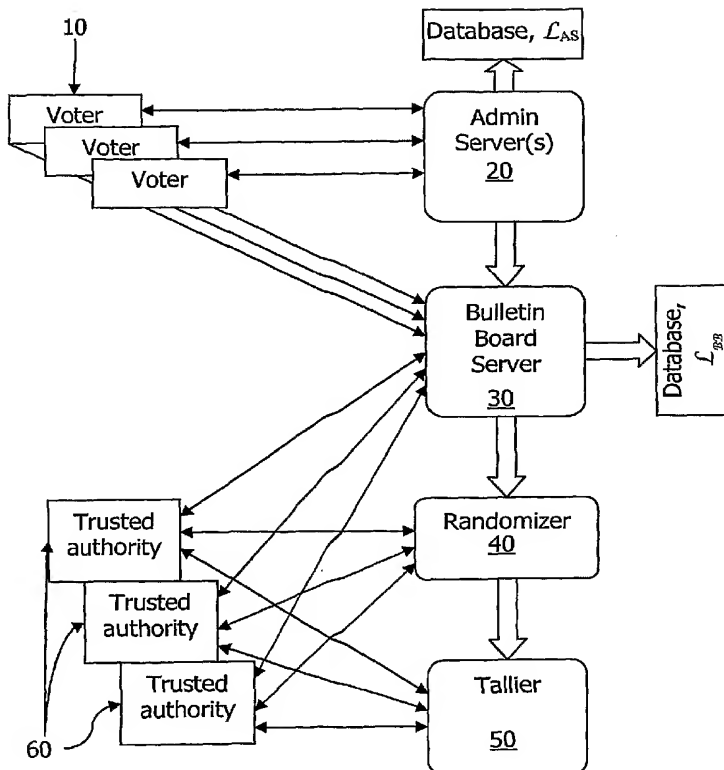 10
Database, ℒAS
Voter
Voter
Voter
Admin
Server(s)
20
Bulletin
Board
Server
30
Database,
ℒBB
Trusted
authority
Trusted
authority
Trusted
authority
60
Randomizer
40
Tallier
50